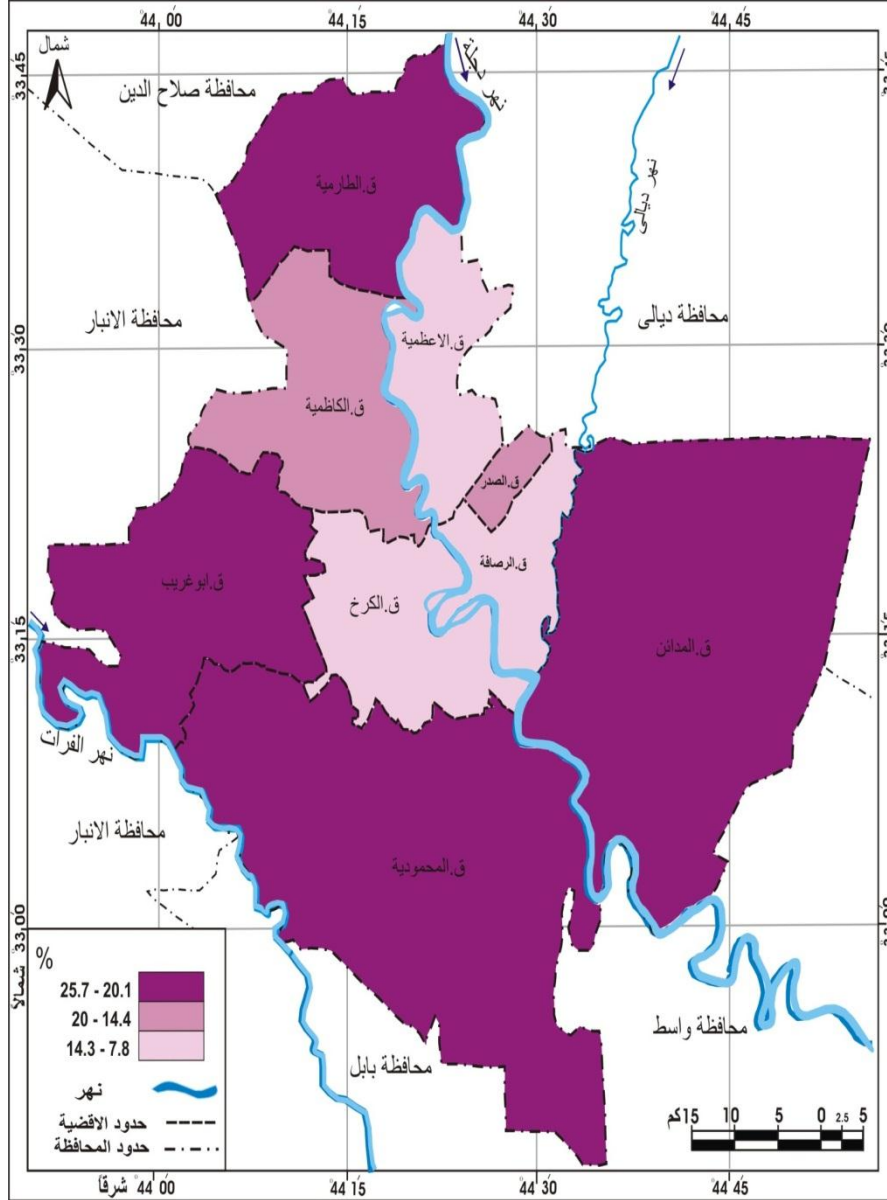 44 00
44 15
44 30
44 45
شمال
33 45
محافظة صلاح الدين
نهر دجلة
نهر ديالى
ق.الطارمية
محافظة الانبار
33 30
ق.الاعظمية
محافظة ديالى
ق.الكاظمية
ق.الصدر
ق.ابوغريب
ق.الكرخ
ق.الرصافة
ق.المدائن
33 15
نهر الفرات
محافظة الانبار
ق.المحمودية
33 00
شمالاً
محافظة واسط
محافظة بابل
%
25.7 - 20.1
20 - 14.4
14.3 - 7.8
نهر
حدود الاقضية
حدود المحافظة
كم 15 10 5 0 2.5 5
44 00
شرقاً
44 15
44 30
44 45